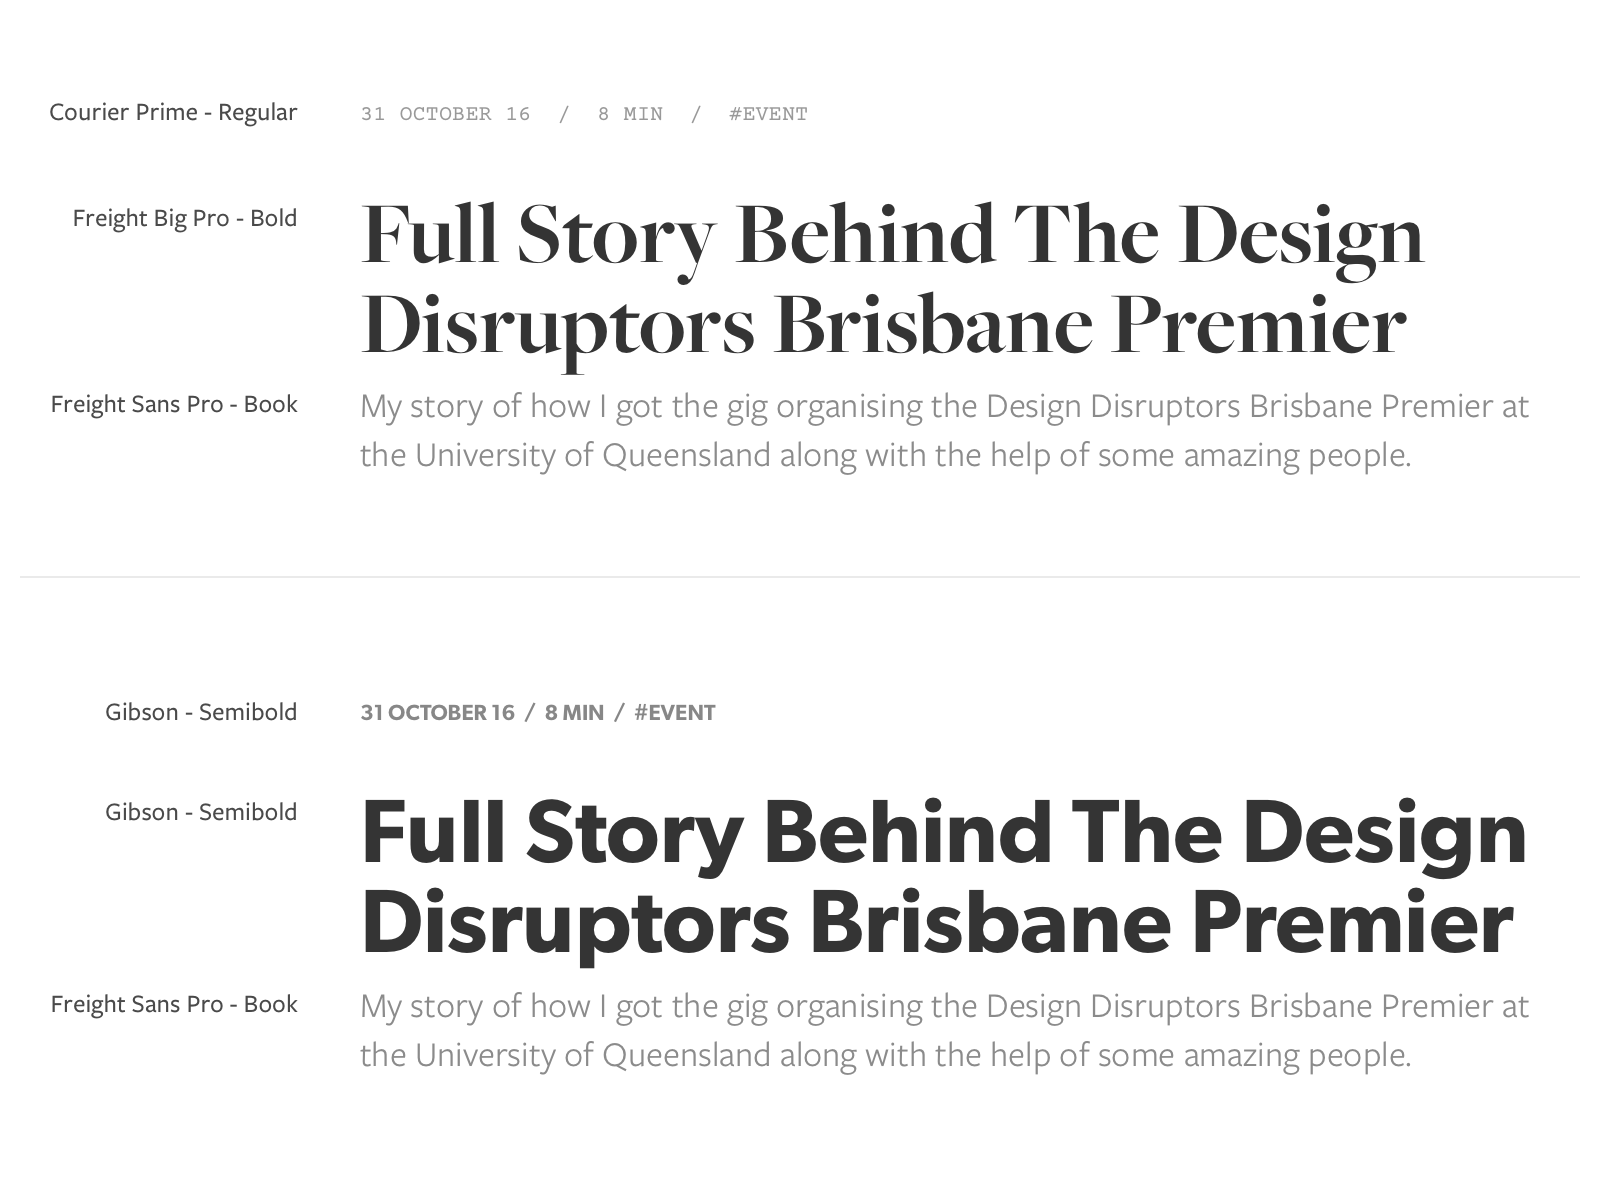 Courier Prime - Regular
31 OCTOBER 16 / 8 MIN / #EVENT
Freight Big Pro - Bold
Full Story Behind The Design
Disruptors Brisbane Premier
Freight Sans Pro - Book
My story of how I got the gig organising the Design Disruptors Brisbane Premier at
the University of Queensland along with the help of some amazing people.
Gibson - Semibold
31 OCTOBER 16 / 8 MIN / #EVENT
Gibson - Semibold
Full Story Behind The Design
Disruptors Brisbane Premier
Freight Sans Pro - Book
My story of how I got the gig organising the Design Disruptors Brisbane Premier at
the University of Queensland along with the help of some amazing people.